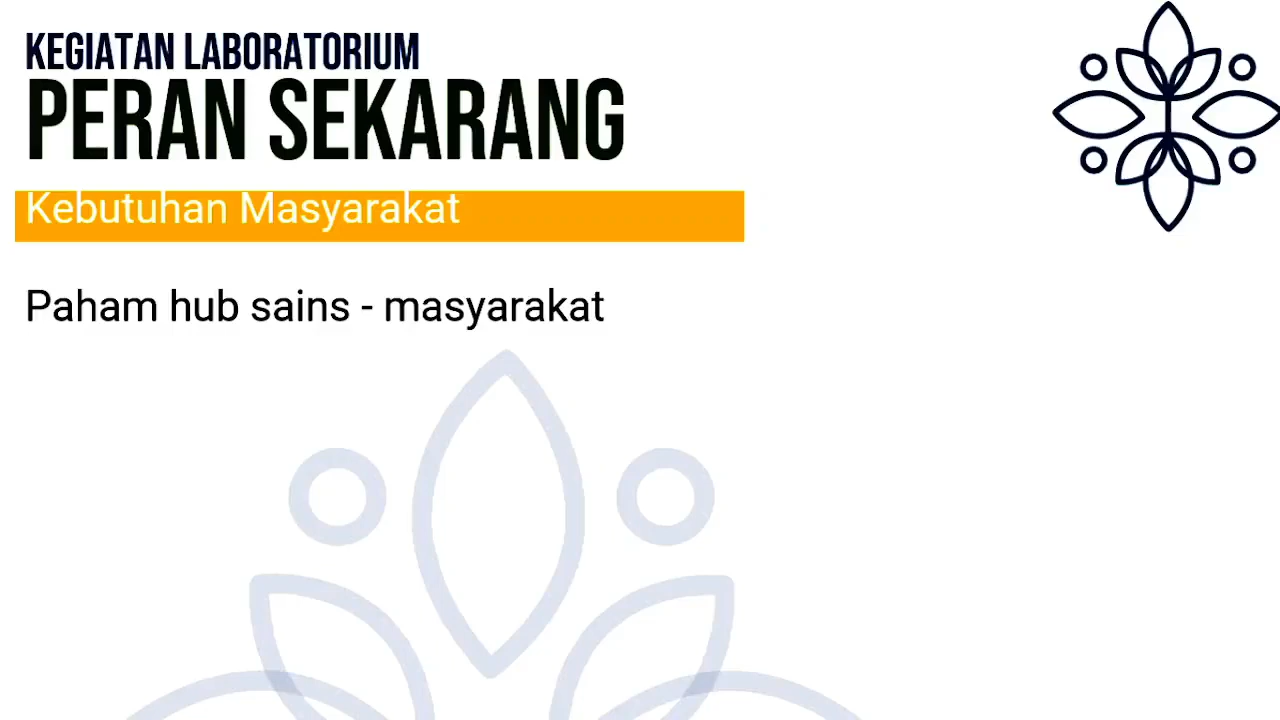 KEGIATAN LABORATORIUM
PERAN SEKARANG
Kebutuhan Masyarakat
Paham hub sains - masyarakat